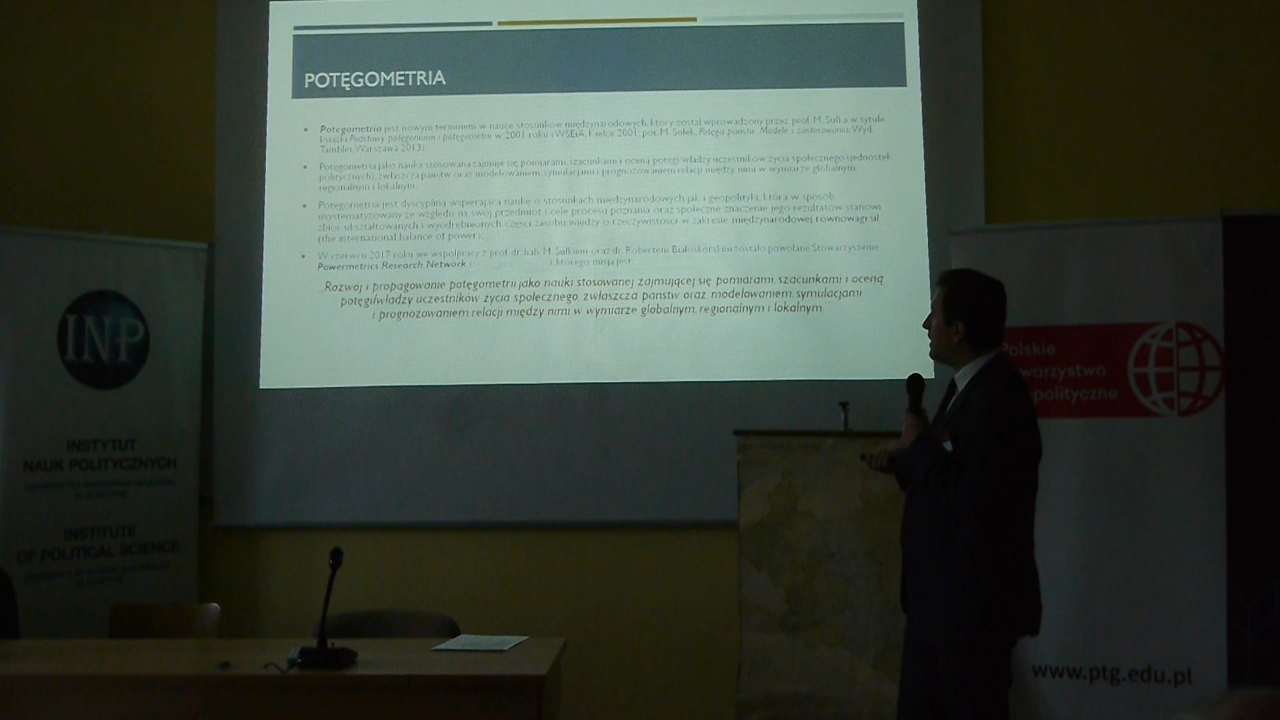 POTĘGOMETRIA
Potęgometria jest nowym terminem w nauce stosunków międzynarodowych, który został wprowadzony przez prof. M. Sułka w tytule
książki Podstawy potęgonomii i potęgometrii w 2001 roku (WSEiA, Kielce 2001; por. M. Sułek, Potęga państw. Modele i zastosowania, Wyd.
Rambler, Warszawa 2013)
Potęgometria jako nauka stosowana zajmuje się pomiarami, szacunkami i oceną potęgi/władzy uczestników życia społecznego (jednostek
politycznych), zwłaszcza państw oraz modelowaniem, symulacjami i prognozowaniem relacji między nimi w wymiarze globalnym,
regionalnym i lokalnym.
Potęgometria jest dyscypliną wspierającą naukę o stosunkach międzynarodowych jak i geopolitykę, która w sposób
usystematyzowany ze względu na swój przedmiot i cele procesu poznania oraz społeczne znaczenie jego rezultatów stanowi
zbiór ukształtowanych i wyodrębnionych części zasobu wiedzy o rzeczywistości w zakresie międzynarodowej równowagi sił
(the international balance of power).
W czerwcu 2017 roku we współpracy z prof. dr. hab. M. Sułkiem oraz dr. Robertem Białoskórskim zostało powołane Stowarzyszenie
Powermetrics Research Network którego misją jest:
„Rozwój i propagowanie potęgometrii jako nauki stosowanej zajmującej się pomiarami, szacunkami i oceną
potęgi/władzy uczestników życia społecznego, zwłaszcza państw oraz modelowaniem, symulacjami
i prognozowaniem relacji między nimi w wymiarze globalnym, regionalnym i lokalnym
INP
INSTYTUT
NAUK POLITYCZNYCH
INSTITUTE
OF POLITICAL SCIENCE
Polskie
warzystwo
polityczne
www.ptg.edu.pl